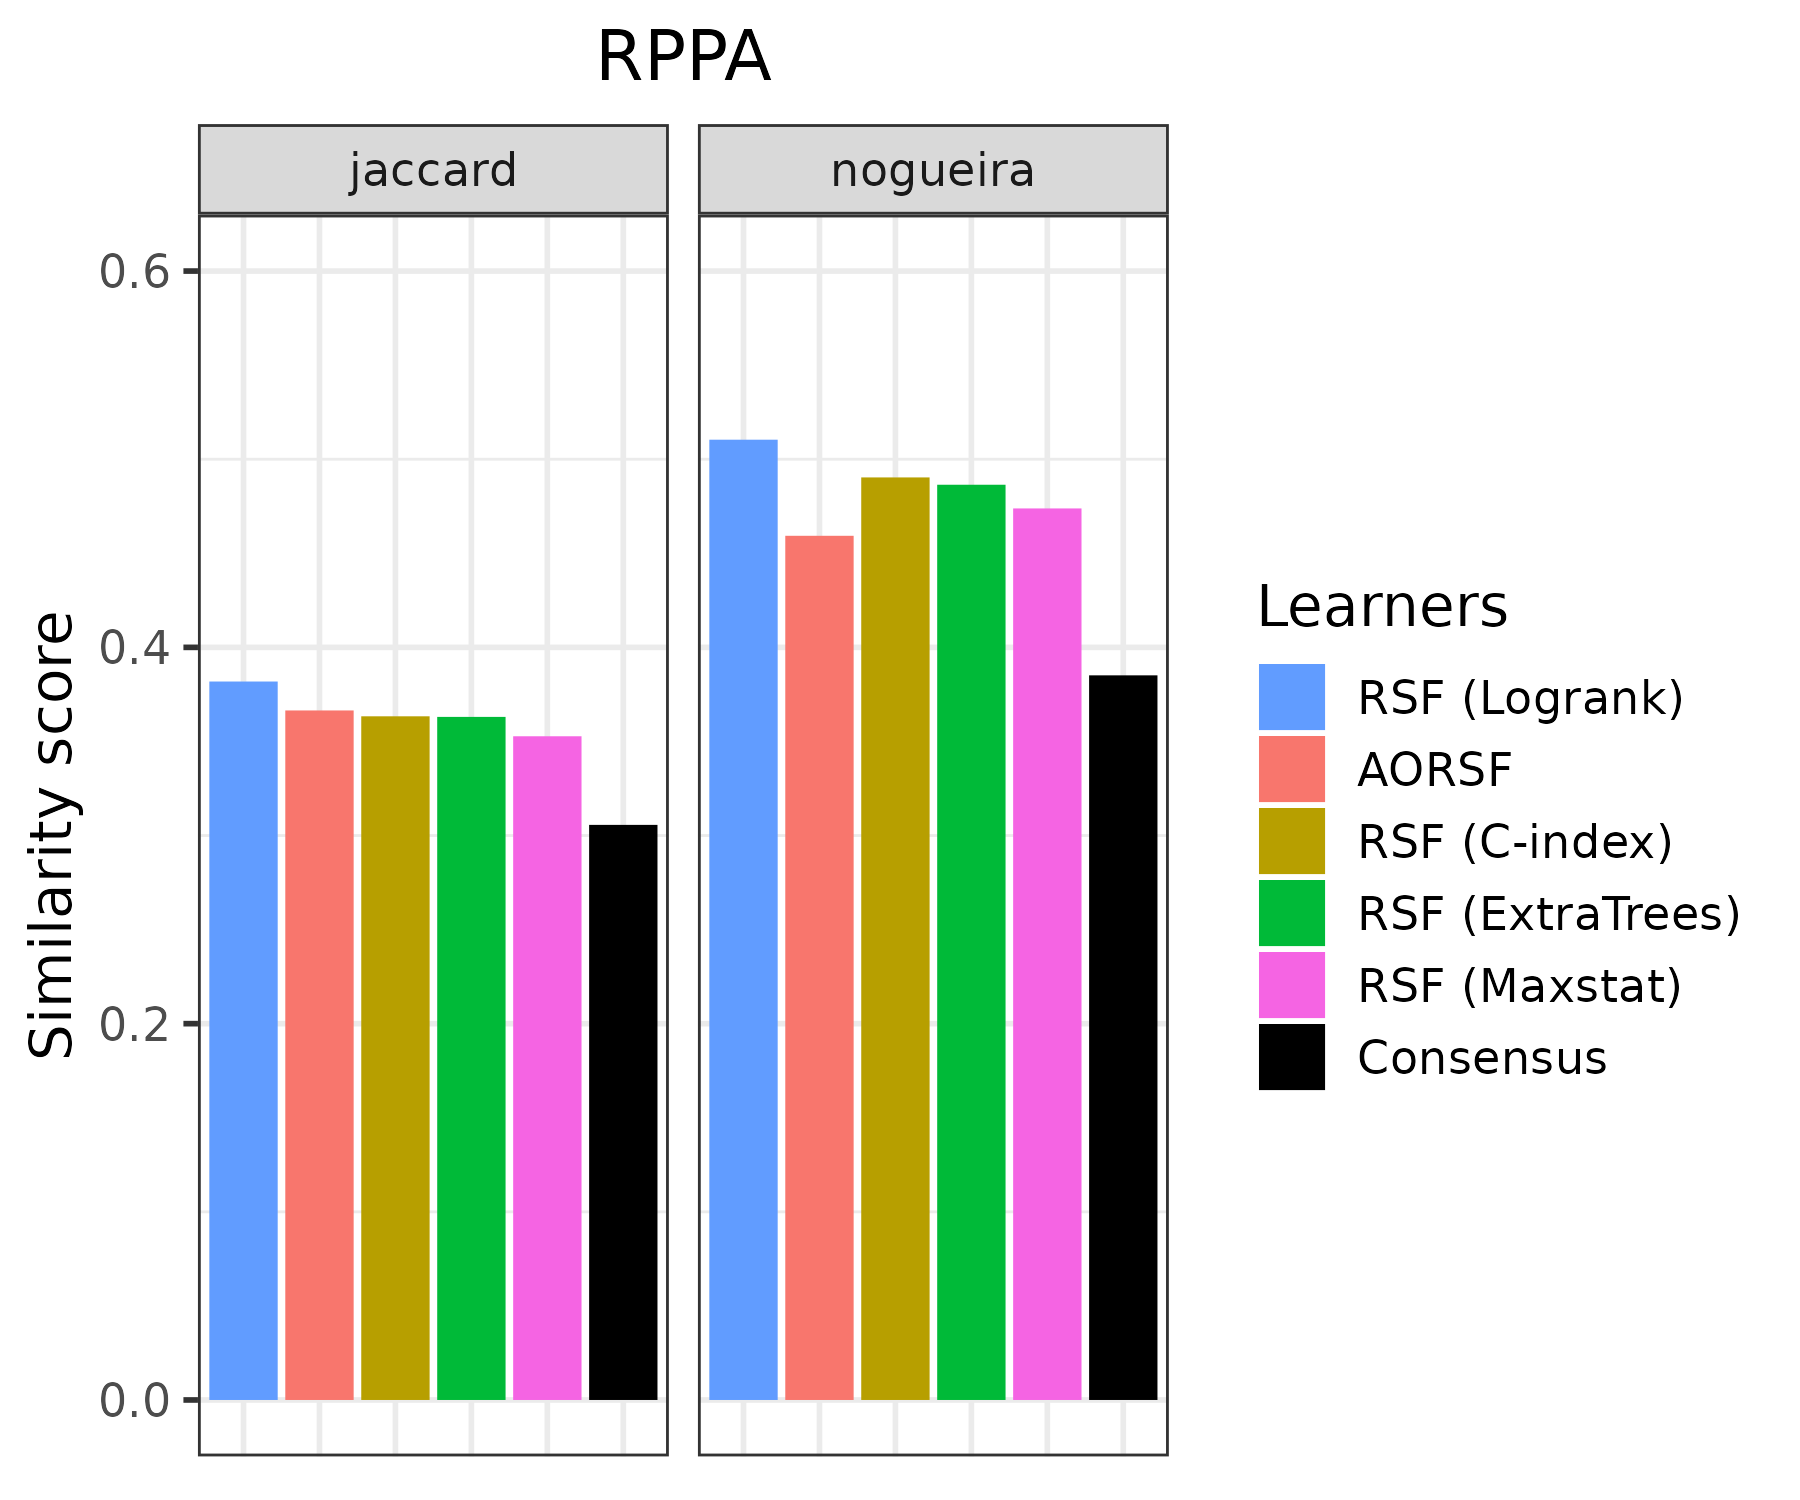 RPPA
jaccard
nogueira
0.6
0.4
0.2
0.0
Similarity score
Learners
RSF (Logrank)
AORSF
RSF (C-index)
RSF (ExtraTrees)
RSF (Maxstat)
Consensus